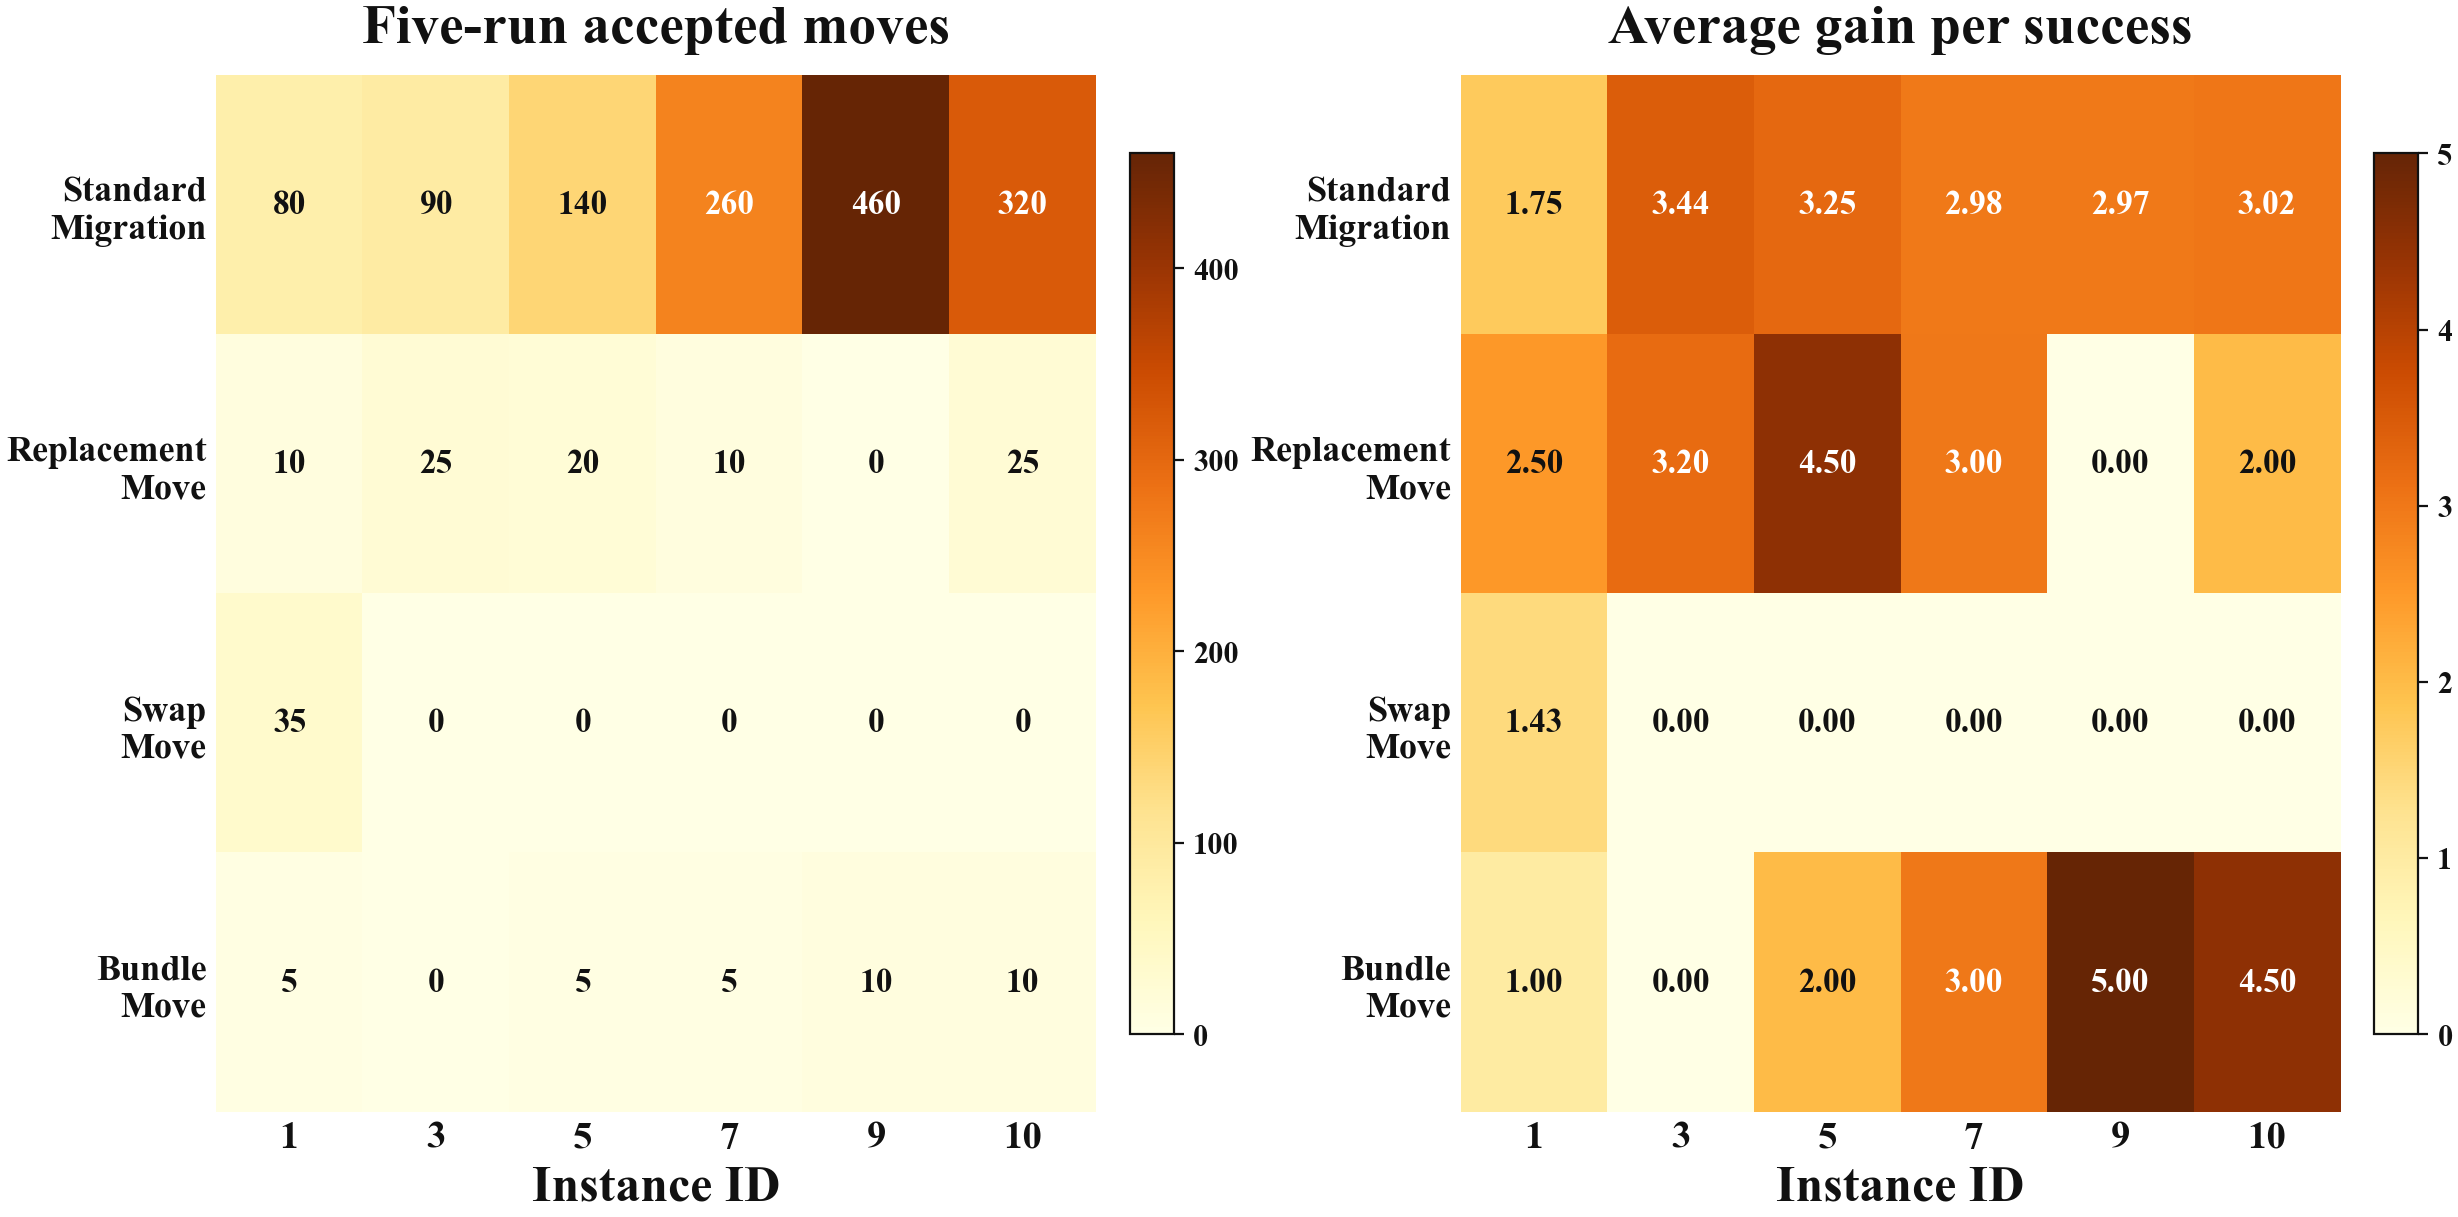 Five-run accepted moves
Standard
Migration
80 90 140 260 460 320
Replacement
Move
10 25 20 10 0 25
Swap
Move
35 0 0 0 0 0
Bundle
Move
5 0 5 5 10 10
1 3 5 7 9 10
Instance ID
400
300
200
100
0
Average gain per success
Standard
Migration
1.75 3.44 3.25 2.98 2.97 3.02
Replacement
Move
2.50 3.20 4.50 3.00 0.00 2.00
Swap
Move
1.43 0.00 0.00 0.00 0.00 0.00
Bundle
Move
1.00 0.00 2.00 3.00 5.00 4.50
1 3 5 7 9 10
Instance ID
5
4
3
2
1
0